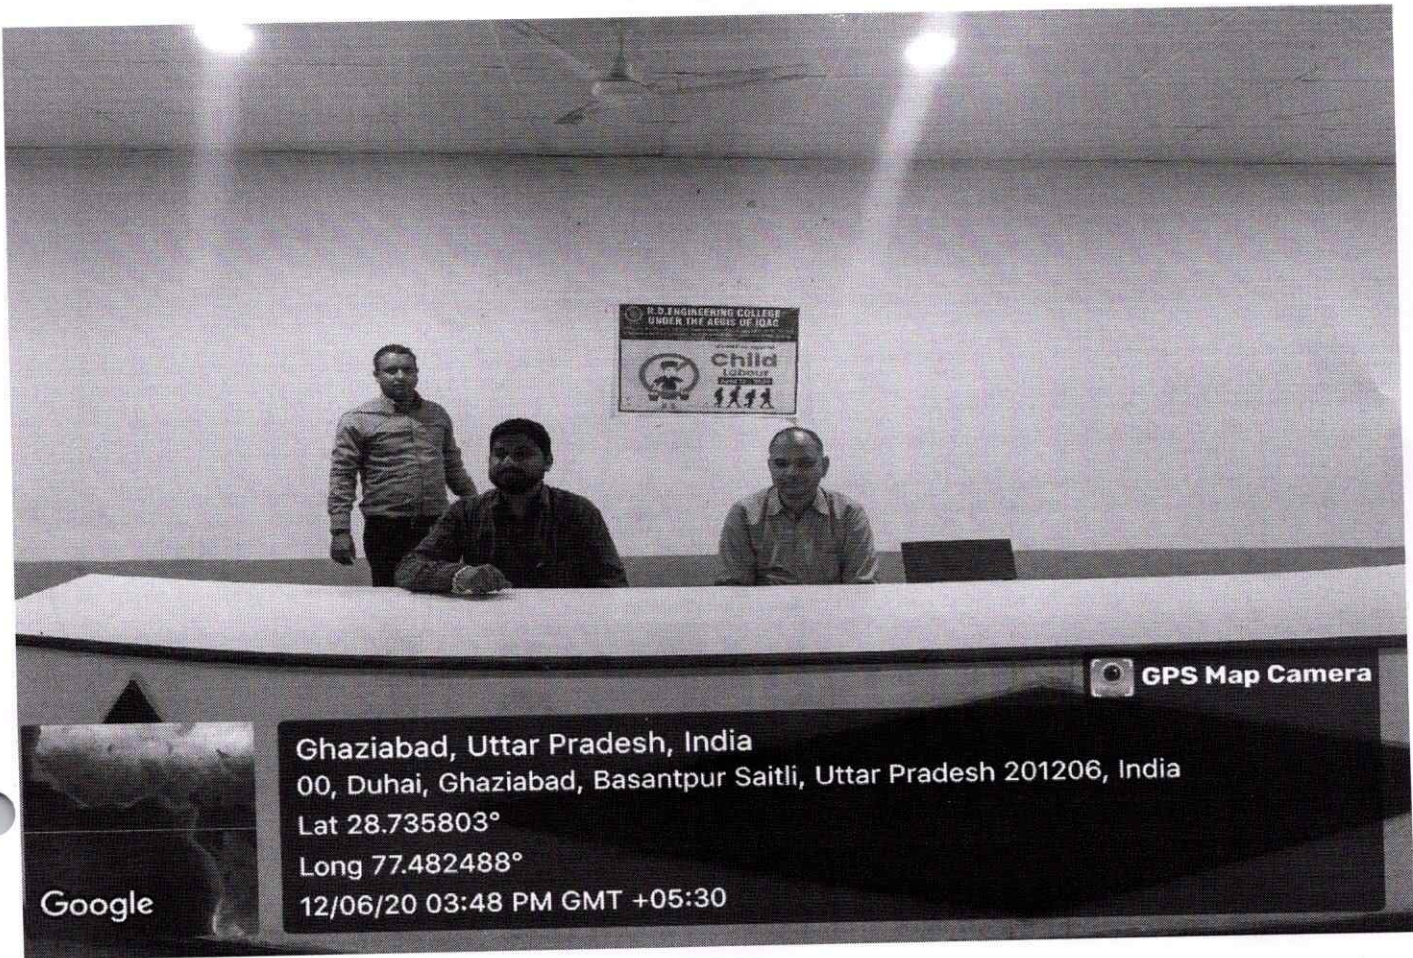 R.D.ENGINEERING COLLEGE
UNDER THE AEGIS OF IQAC
Child
Labour
GPS Map Camera
Ghaziabad, Uttar Pradesh, India
00, Duhai, Ghaziabad, Basantpur Saitli, Uttar Pradesh 201206, India
Lat 28.735803°
Long 77.482488°
12/06/20 03:48 PM GMT +05:30
Google